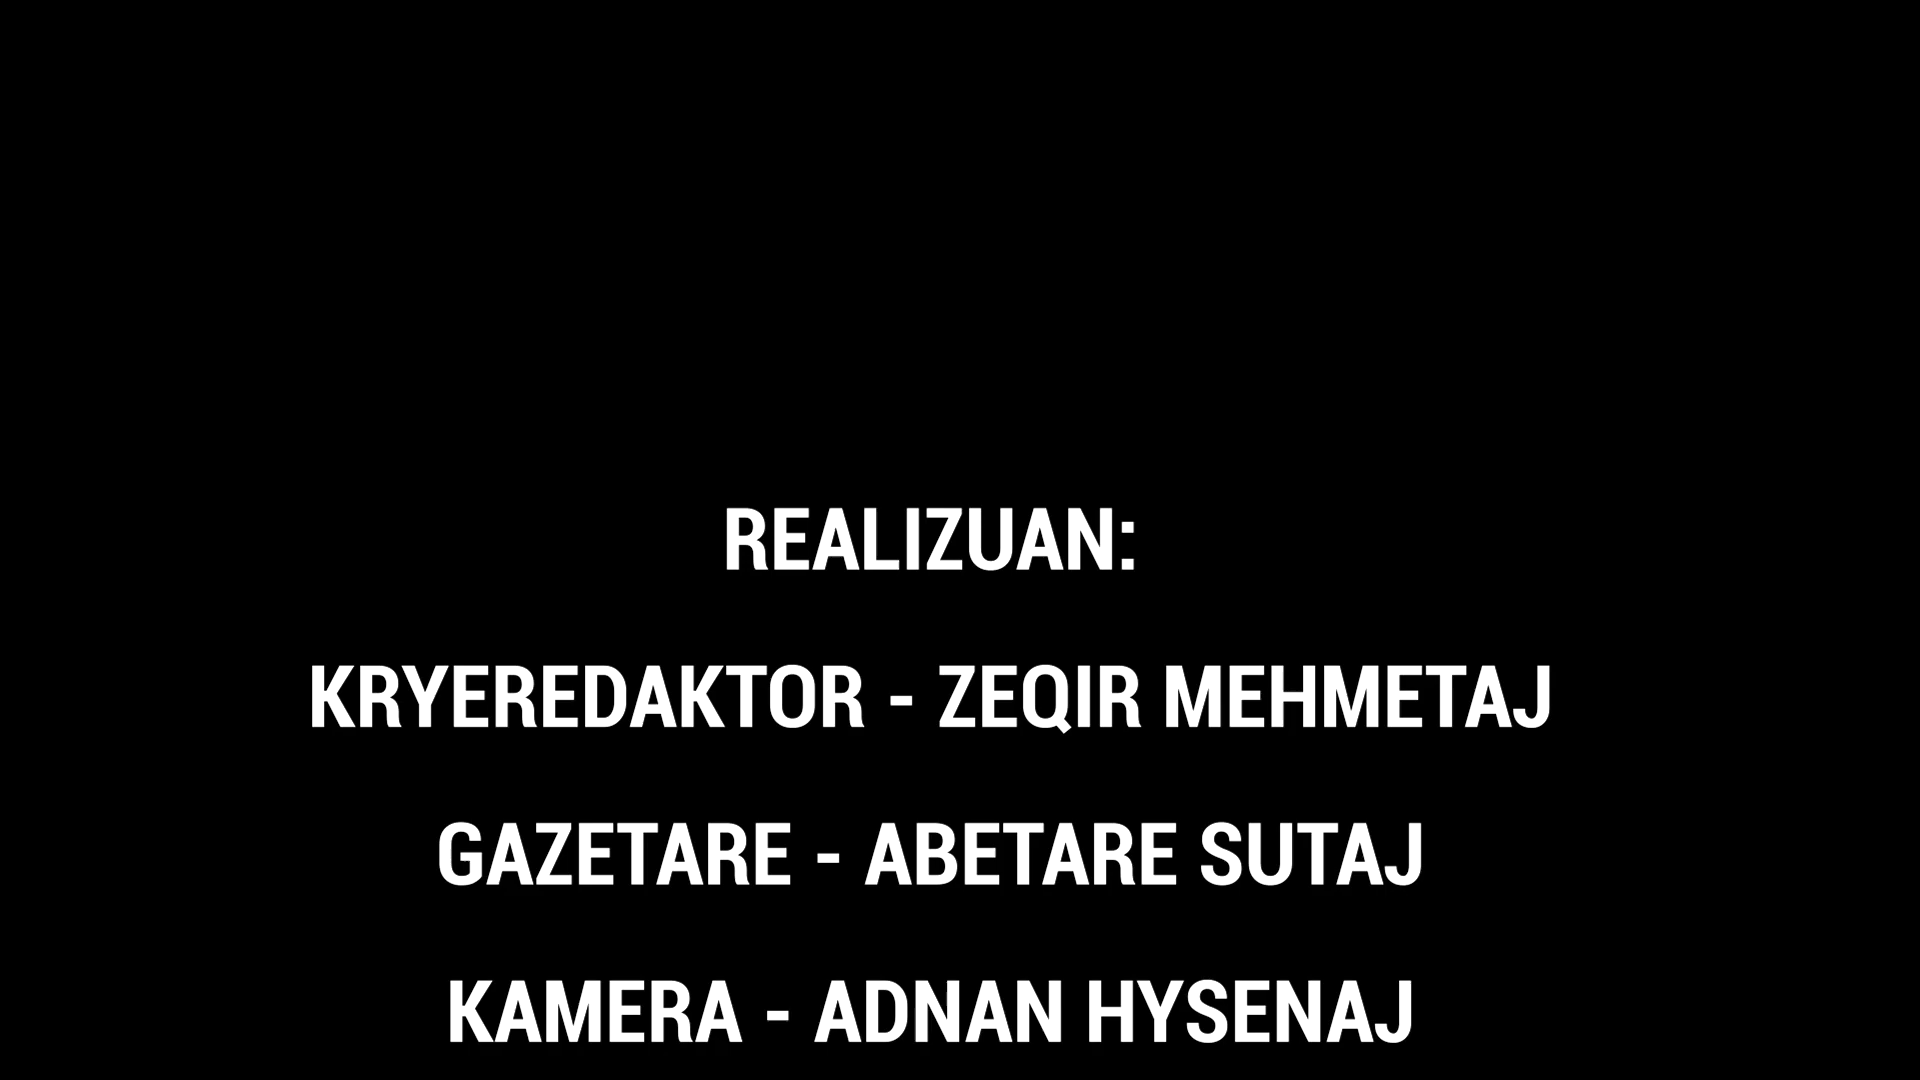 REALIZUAN:
KRYEREDAKTOR - ZEQIR MEHMETAJ
GAZETARE - ABETARE SUTAJ
KAMERA - ADNAN HYSENAJ